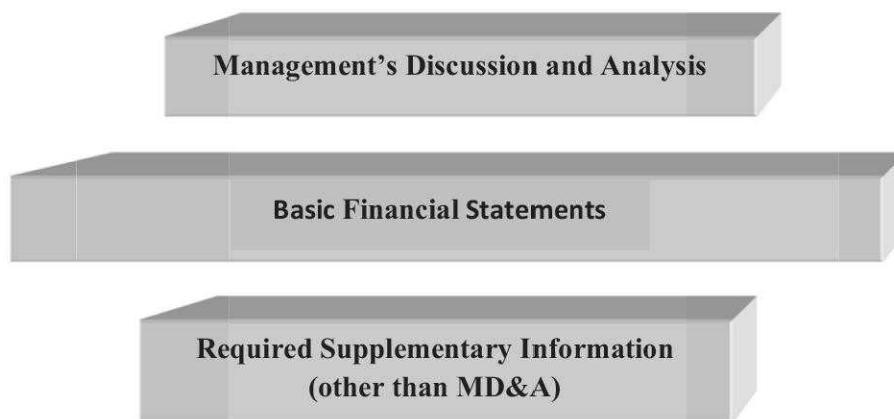 Management’s Discussion and Analysis
Basic Financial Statements
Required Supplementary Information
(other than MD&A)